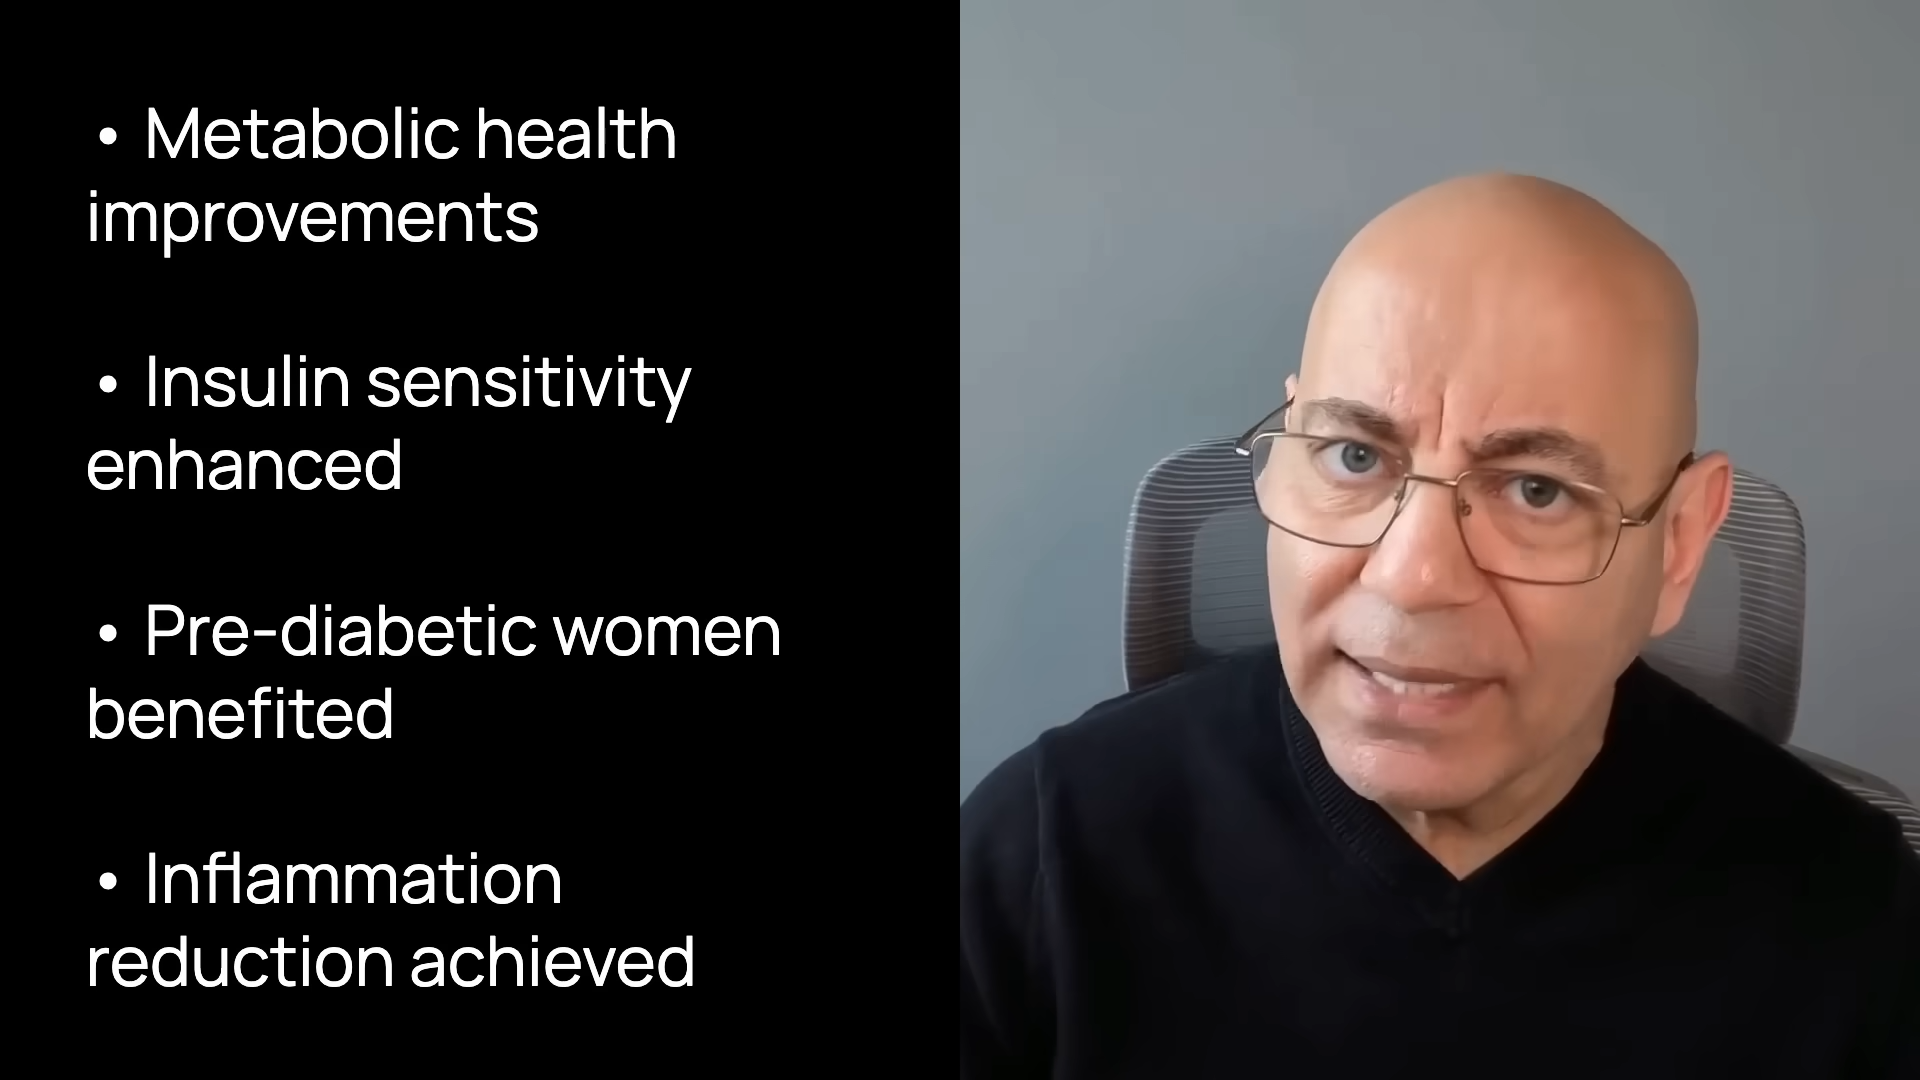 • Metabolic health
improvements
• Insulin sensitivity
enhanced
• Pre-diabetic women
benefited
• Inflammation
reduction achieved